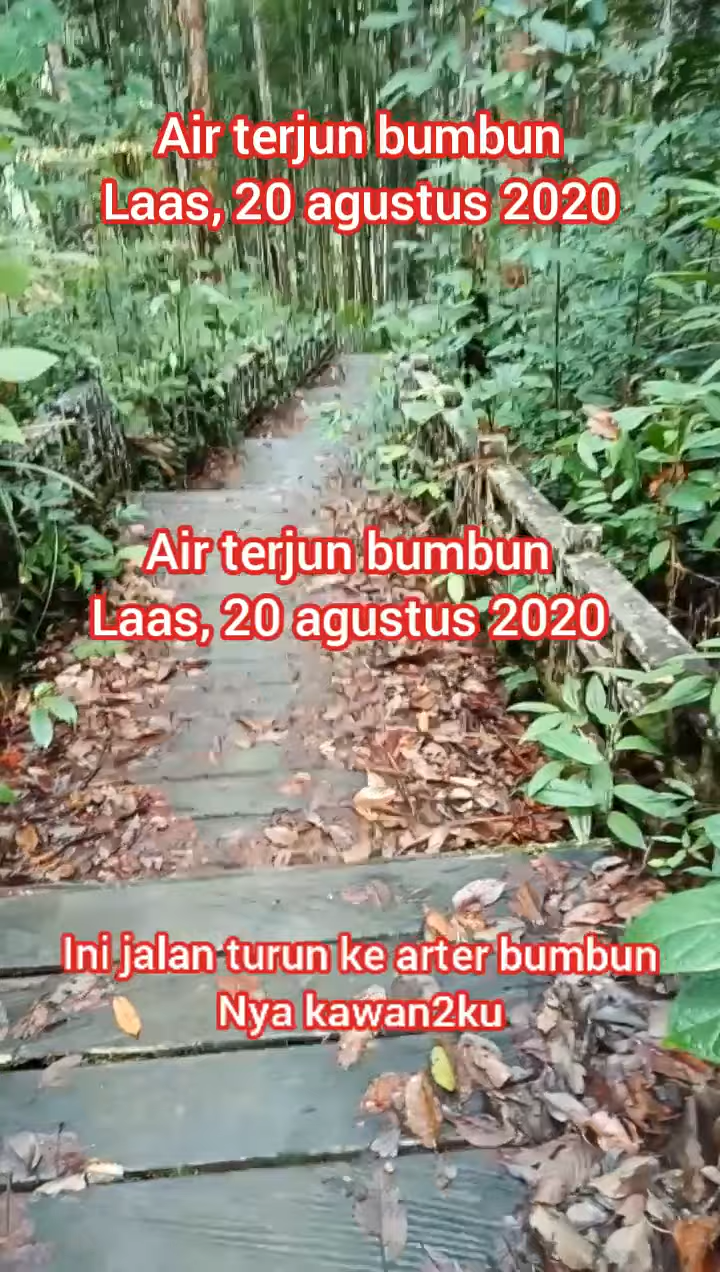 Air terjun bumbun
Laas, 20 agustus 2020
Air terjun bumbun
Laas, 20 agustus 2020
Ini jalan turun ke arter bumbun
Nya kawan2ku